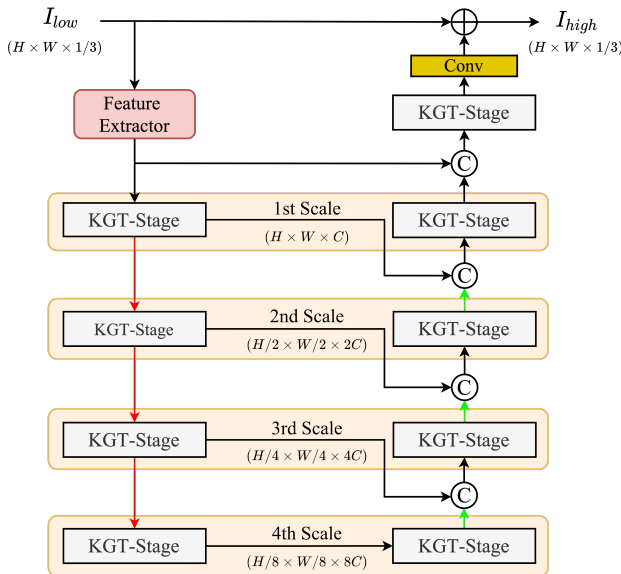 I_low
(H × W × 1/3)
I_high
(H × W × 1/3)
Conv
Feature
Extractor
KGT-Stage
C
KGT-Stage
1st Scale
(H × W × C)
KGT-Stage
C
KGT-Stage
2nd Scale
(H/2 × W/2 × 2C)
KGT-Stage
C
KGT-Stage
3rd Scale
(H/4 × W/4 × 4C)
KGT-Stage
C
KGT-Stage
4th Scale
(H/8 × W/8 × 8C)
KGT-Stage